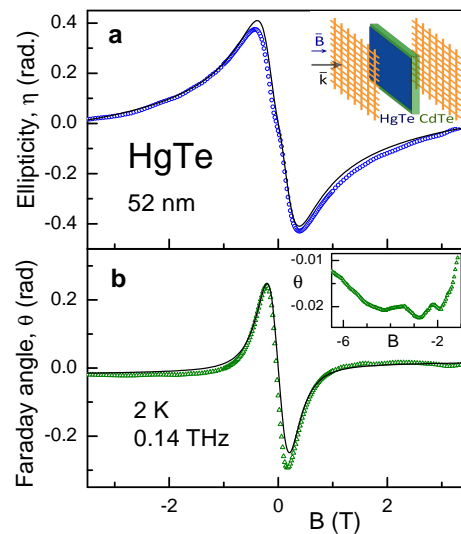 a
0.4
0.2
0.0
-0.2
-0.4
Ellipticity, η (rad.)
HgTe
52 nm
B
k
HgTe CdTe
b
0.2
0.0
-0.2
Faraday angle, θ (rad)
2 K
0.14 THz
-0.01
-0.02
θ
-6 -4 -2
B
-2 0 2
B (T)